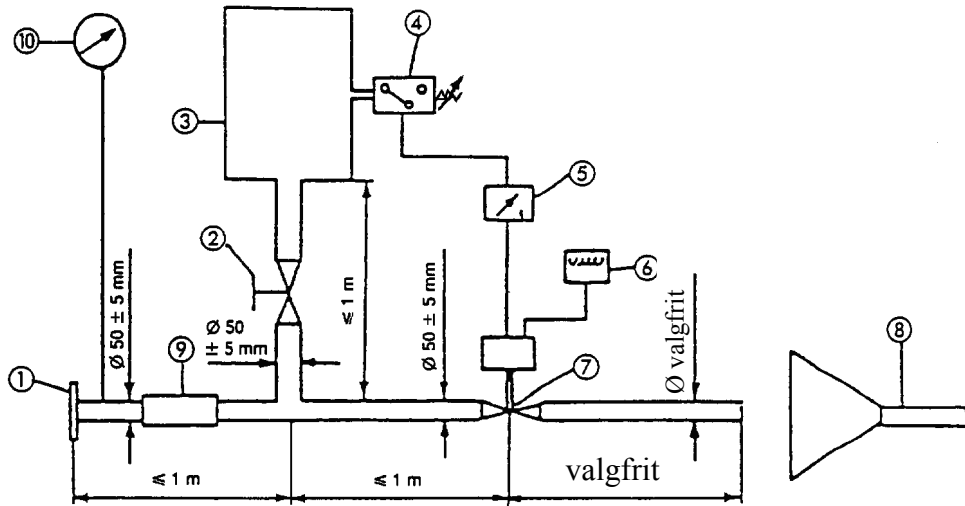 10
4
3
5
2
6
Ø 50 ± 5 mm
Ø 50
± 5 mm
≤ 1 m
Ø 50 ± 5 mm
Ø valgfrit
1
9
7
8
≤ 1 m
≤ 1 m
valgfrit